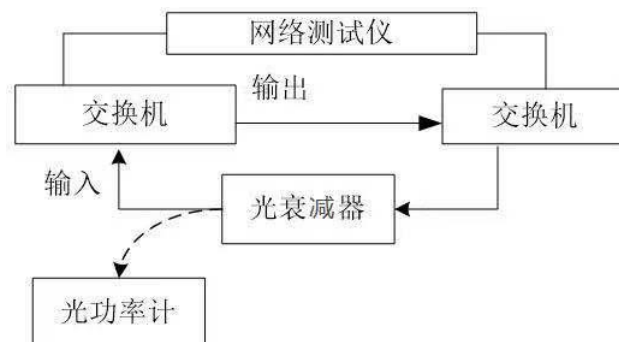 网络测试仪
输出
交换机
交换机
输入
光衰减器
光功率计